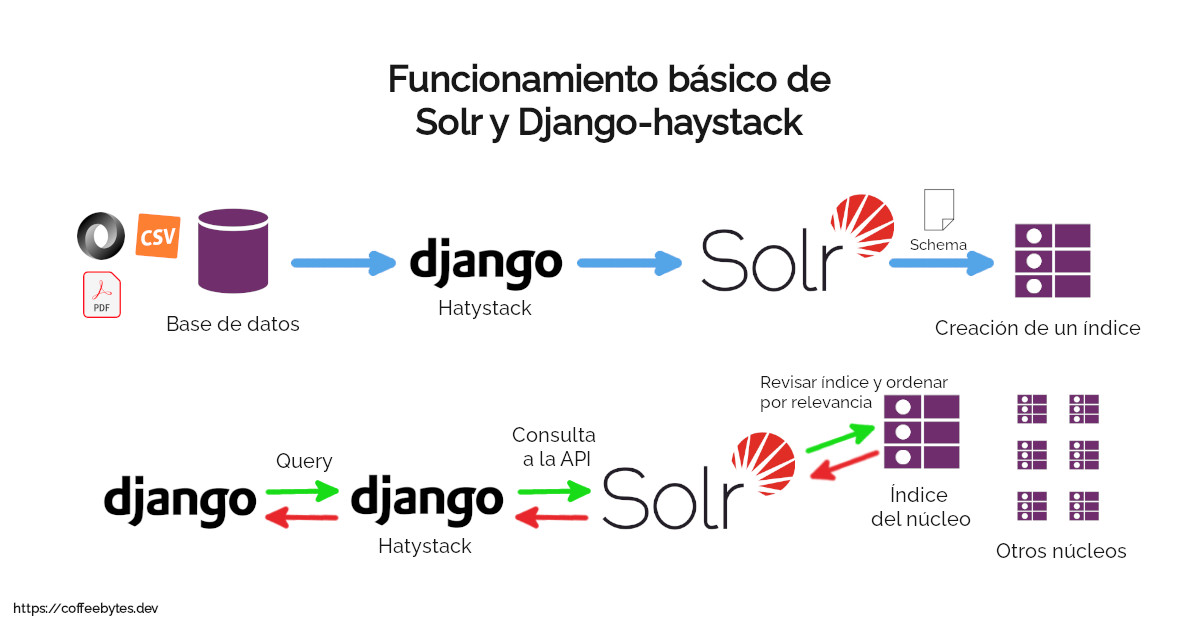 Funcionamiento básico de
Solr y Django-haystack
CSV
PDF
Base de datos
django
Hatystack
Solr
Schema
Creación de un índice
django
Query
django
Hatystack
Consulta
a la API
Solr
Revisar índice y ordenar
por relevancia
Índice
del núcleo
Otros núcleos
https://coffeebytes.dev